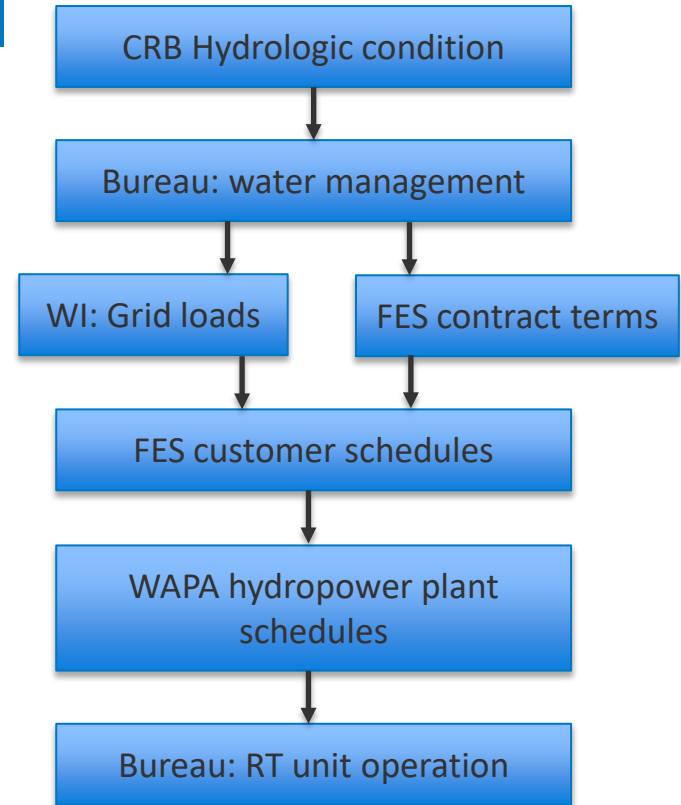 CRB Hydrologic condition
Bureau: water management
WI: Grid loads
FES contract terms
FES customer schedules
WAPA hydropower plant
schedules
Bureau: RT unit operation